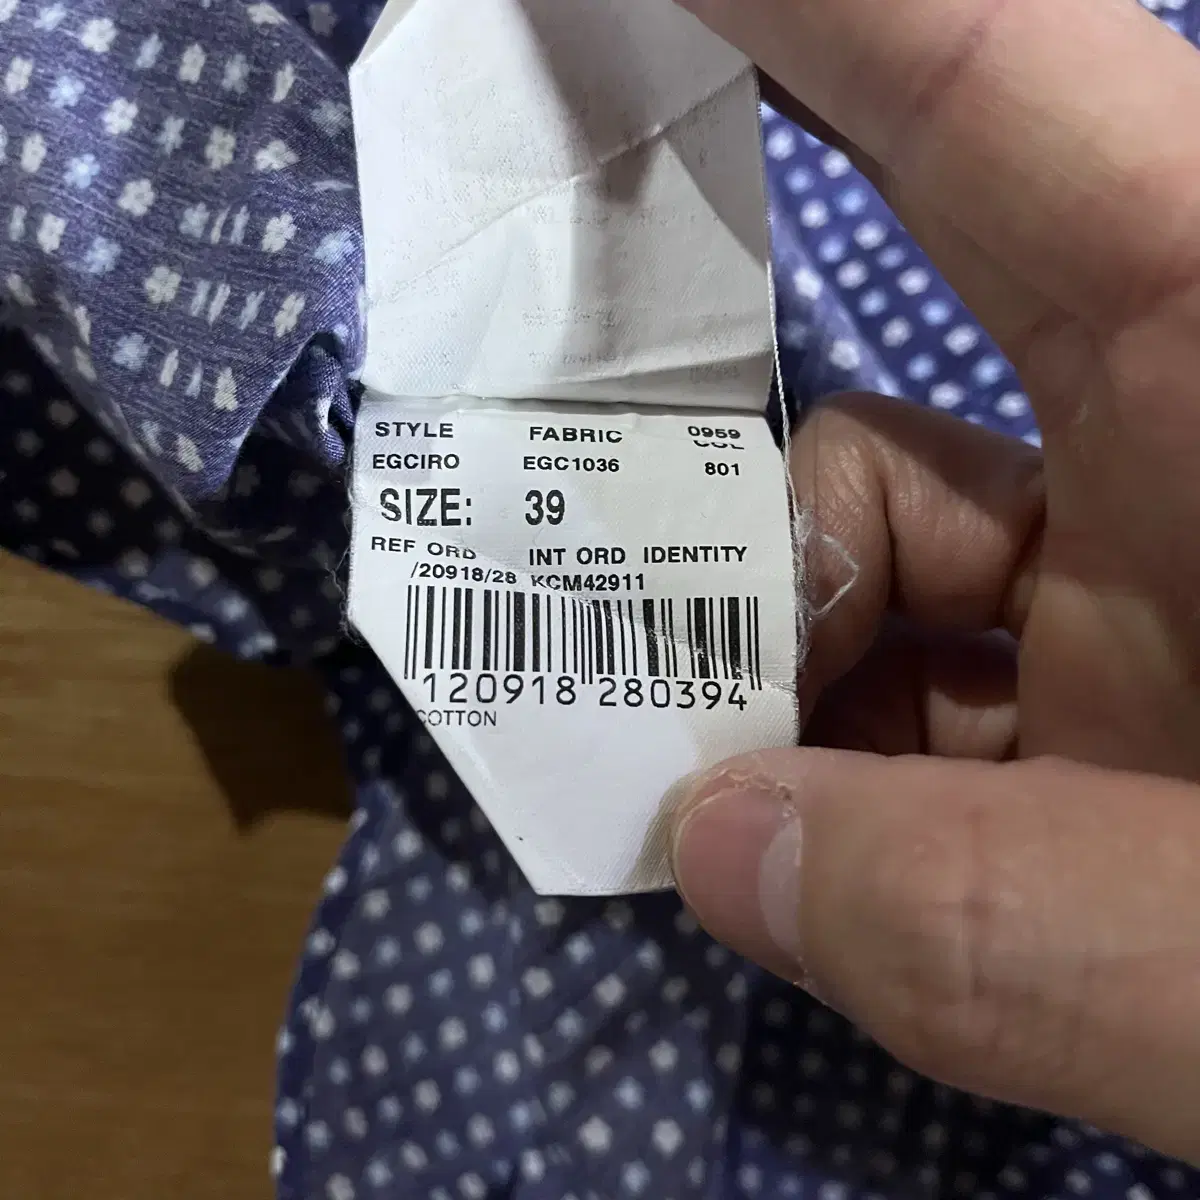 STYLE FABRIC 0959
COL
EGCIRO EGC1036 801
SIZE: 39
REF ORD INT ORD IDENTITY
/20918/28 KCM42911
120918 280394
COTTON